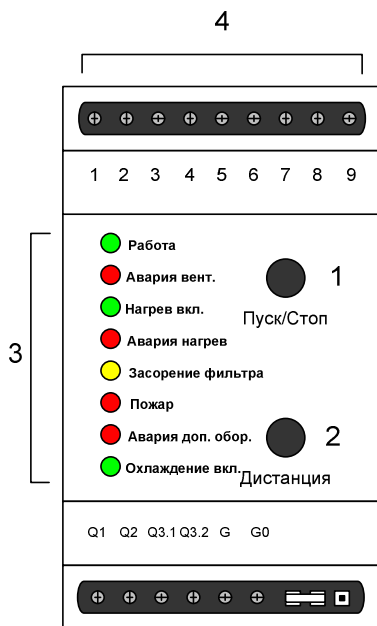 4
1 2 3 4 5 6 7 8 9
3
Работа
Авария вент.
1
Нагрев вкл.
Пуск/Стоп
Авария нагрев
Засорение фильтра
Пожар
Авария доп. обор.
2
Охлаждение вкл.
Дистанция
Q1 Q2 Q3.1 Q3.2 G G0